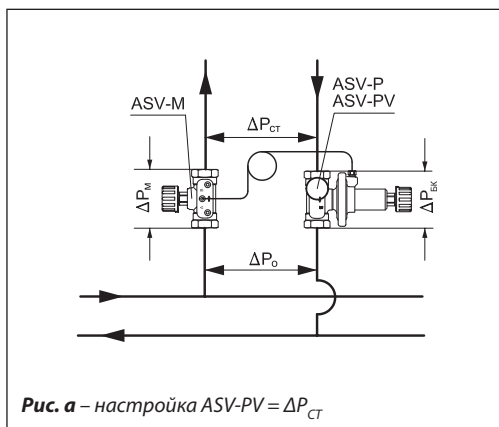 ASV-P
ASV-PV
ASV-M
ΔPст
ΔPм
ΔPБК
ΔPо
Рис. a – настройка ASV-PV = ΔPСТ